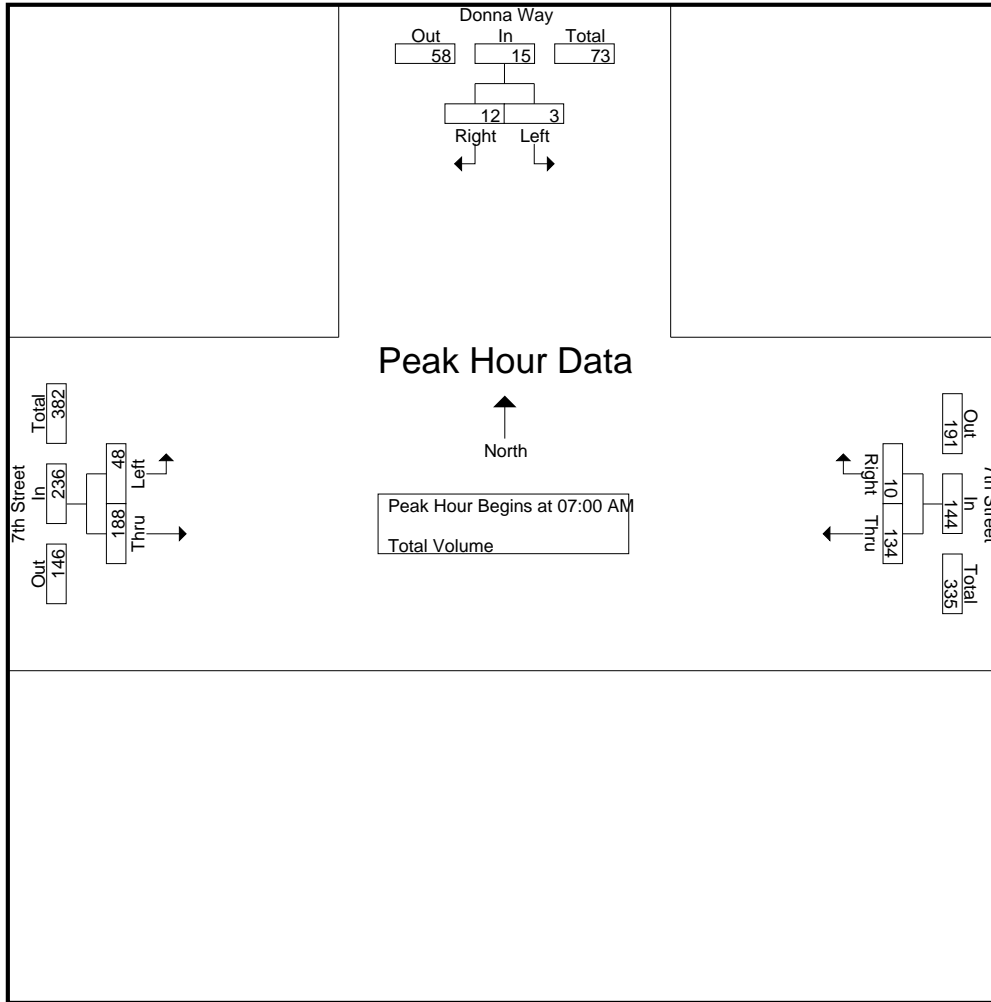 Donna Way
Out In Total
58 15 73
12 3
Right Left
Peak Hour Data
North
Peak Hour Begins at 07:00 AM
Total Volume
7th Street
Out In Total
146 236 382
188 48
Thru Left
7th Street
Out In Total
191 144 335
10 134
Right Thru